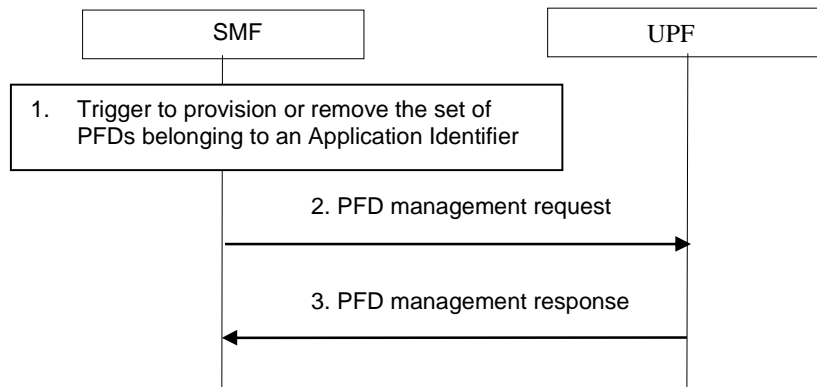 SMF
UPF
1. Trigger to provision or remove the set of
PFDs belonging to an Application Identifier
2. PFD management request
3. PFD management response